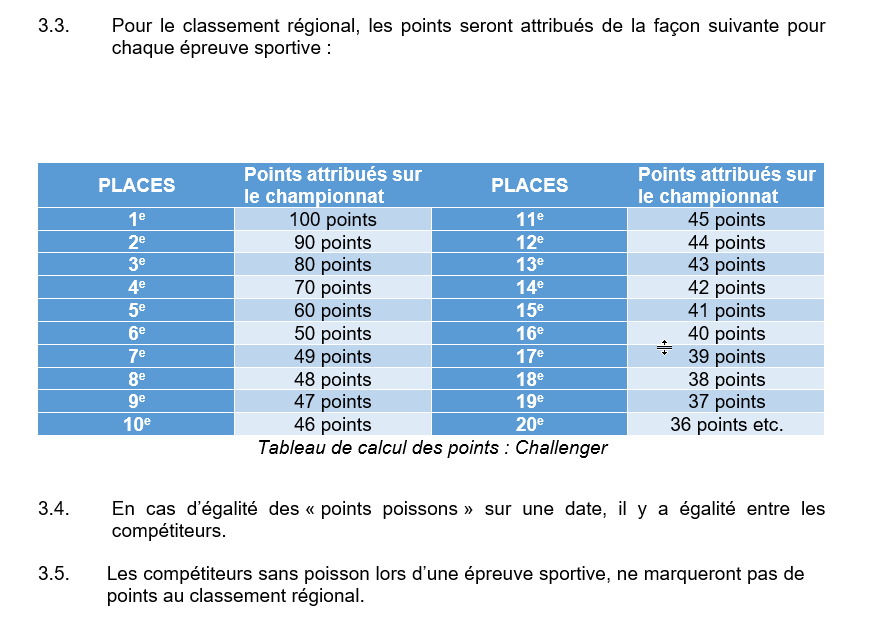 3.3. Pour le classement régional, les points seront attribués de la façon suivante pour
chaque épreuve sportive :
PLACES Points attribués sur le championnat PLACES Points attribués sur le championnat
1e 100 points 11e 45 points
2e 90 points 12e 44 points
3e 80 points 13e 43 points
4e 70 points 14e 42 points
5e 60 points 15e 41 points
6e 50 points 16e 40 points
7e 49 points 17e 39 points
8e 48 points 18e 38 points
9e 47 points 19e 37 points
10e 46 points 20e 36 points etc.
Tableau de calcul des points : Challenger
3.4. En cas d’égalité des « points poissons » sur une date, il y a égalité entre les
compétiteurs.
3.5. Les compétiteurs sans poisson lors d’une épreuve sportive, ne marqueront pas de
points au classement régional.